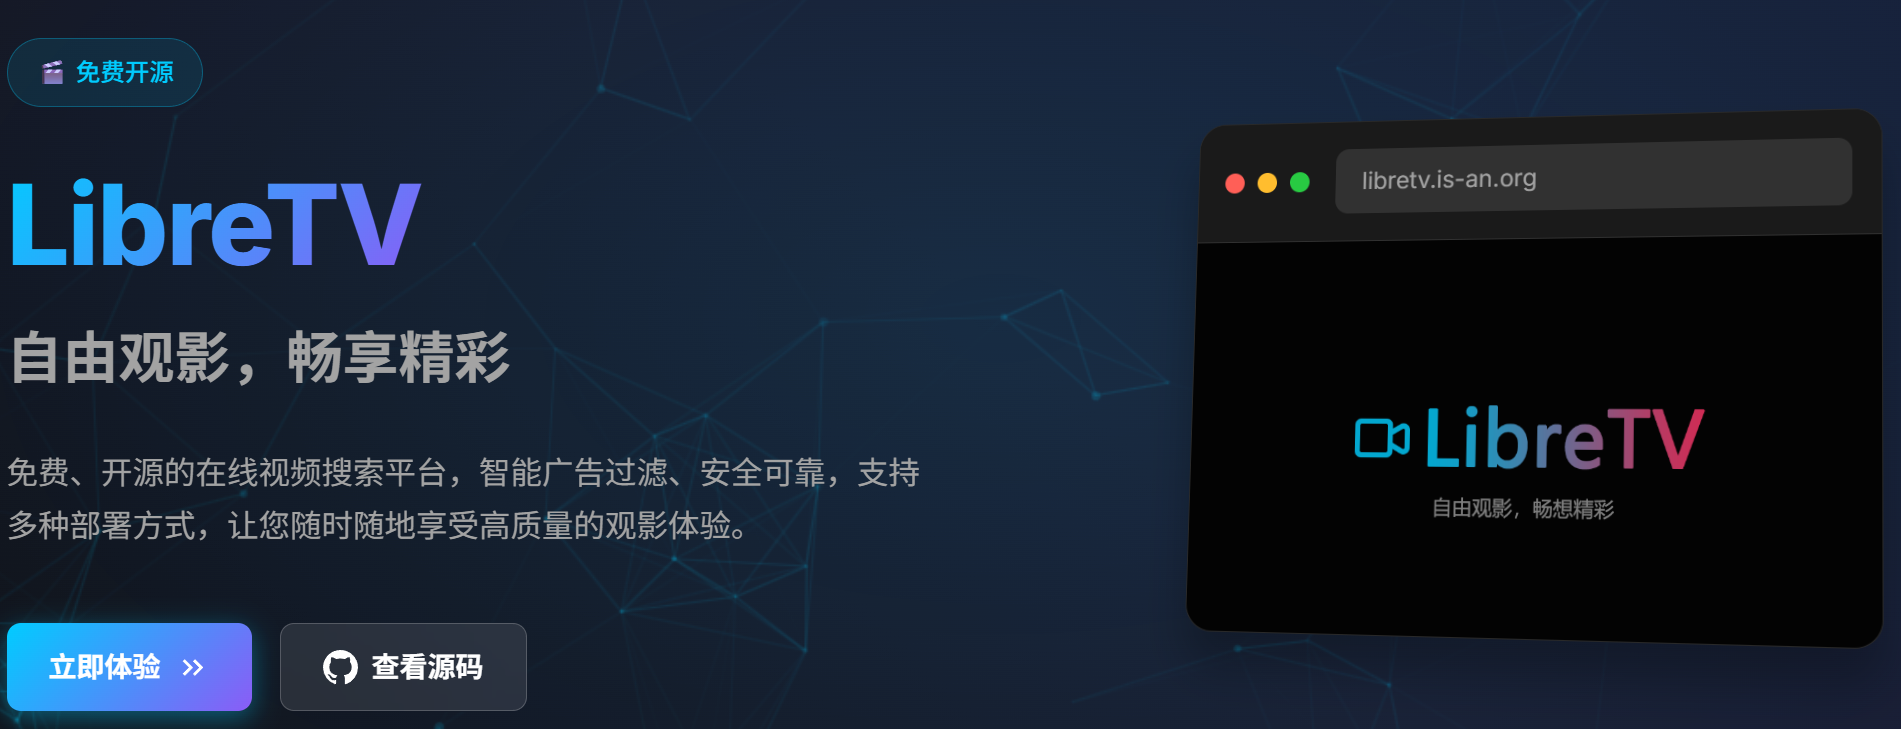 免费开源
LibreTV
自由观影，畅享精彩
免费、开源的在线视频搜索平台，智能广告过滤、安全可靠，支持
多种部署方式，让您随时随地享受高质量的观影体验。
立即体验
查看源码
libretv.is-an.org
LibreTV
自由观影，畅想精彩